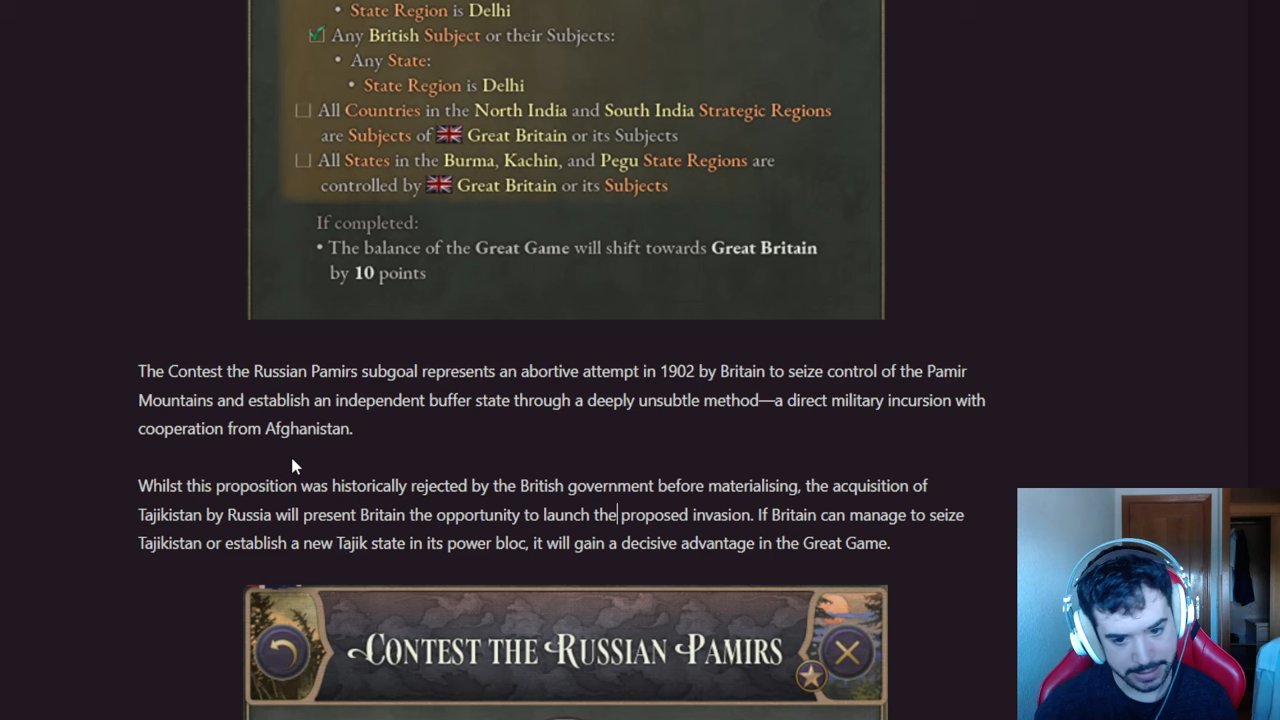 • State Region is Delhi
Any British Subject or their Subjects:
• Any State:
• State Region is Delhi
All Countries in the North India and South India Strategic Regions
are Subjects of Great Britain or its Subjects
All States in the Burma, Kachin, and Pegu State Regions are
controlled by Great Britain or its Subjects
If completed:
• The balance of the Great Game will shift towards Great Britain
by 10 points
The Contest the Russian Pamirs subgoal represents an abortive attempt in 1902 by Britain to seize control of the Pamir
Mountains and establish an independent buffer state through a deeply unsubtle method—a direct military incursion with
cooperation from Afghanistan.
Whilst this proposition was historically rejected by the British government before materialising, the acquisition of
Tajikistan by Russia will present Britain the opportunity to launch the proposed invasion. If Britain can manage to seize
Tajikistan or establish a new Tajik state in its power bloc, it will gain a decisive advantage in the Great Game.
Contest the Russian Pamirs